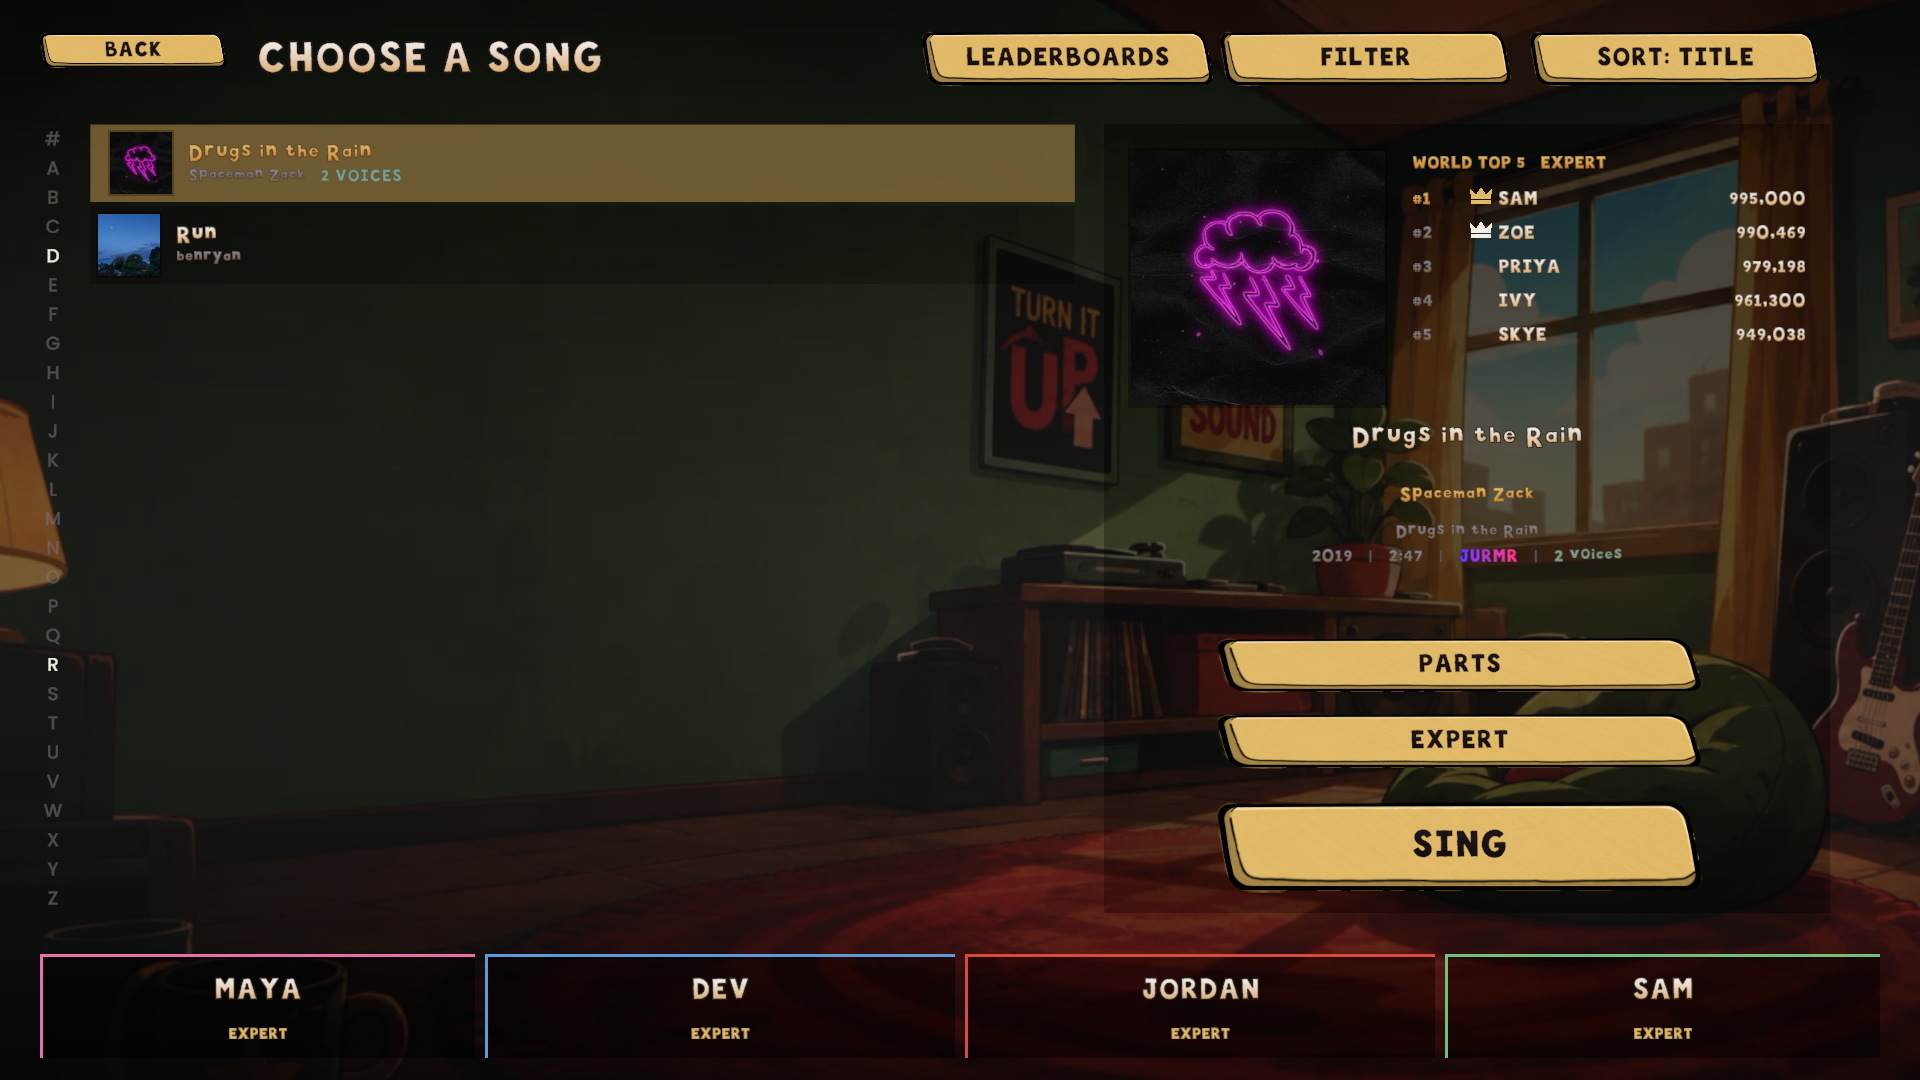 BACK
CHOOSE A SONG
LEADERBOARDS
FILTER
SORT: TITLE
#
A
B
C
D
E
F
G
H
I
J
K
L
M
N
O
P
Q
R
S
T
U
V
W
X
Y
Z
Drugs in the Rain
Spaceman Zack 2 VOICES
Run
benryan
TURN IT
UP
SOUND
WORLD TOP 5 EXPERT
#1 SAM 995,000
#2 ZOE 990,469
#3 PRIYA 979,198
#4 IVY 961,300
#5 SKYE 949,038
Drugs in the Rain
Spaceman Zack
Drugs in the Rain
2019 | 2:47 | JURMR | 2 Voices
PARTS
EXPERT
SING
MAYA
EXPERT
DEV
EXPERT
JORDAN
EXPERT
SAM
EXPERT